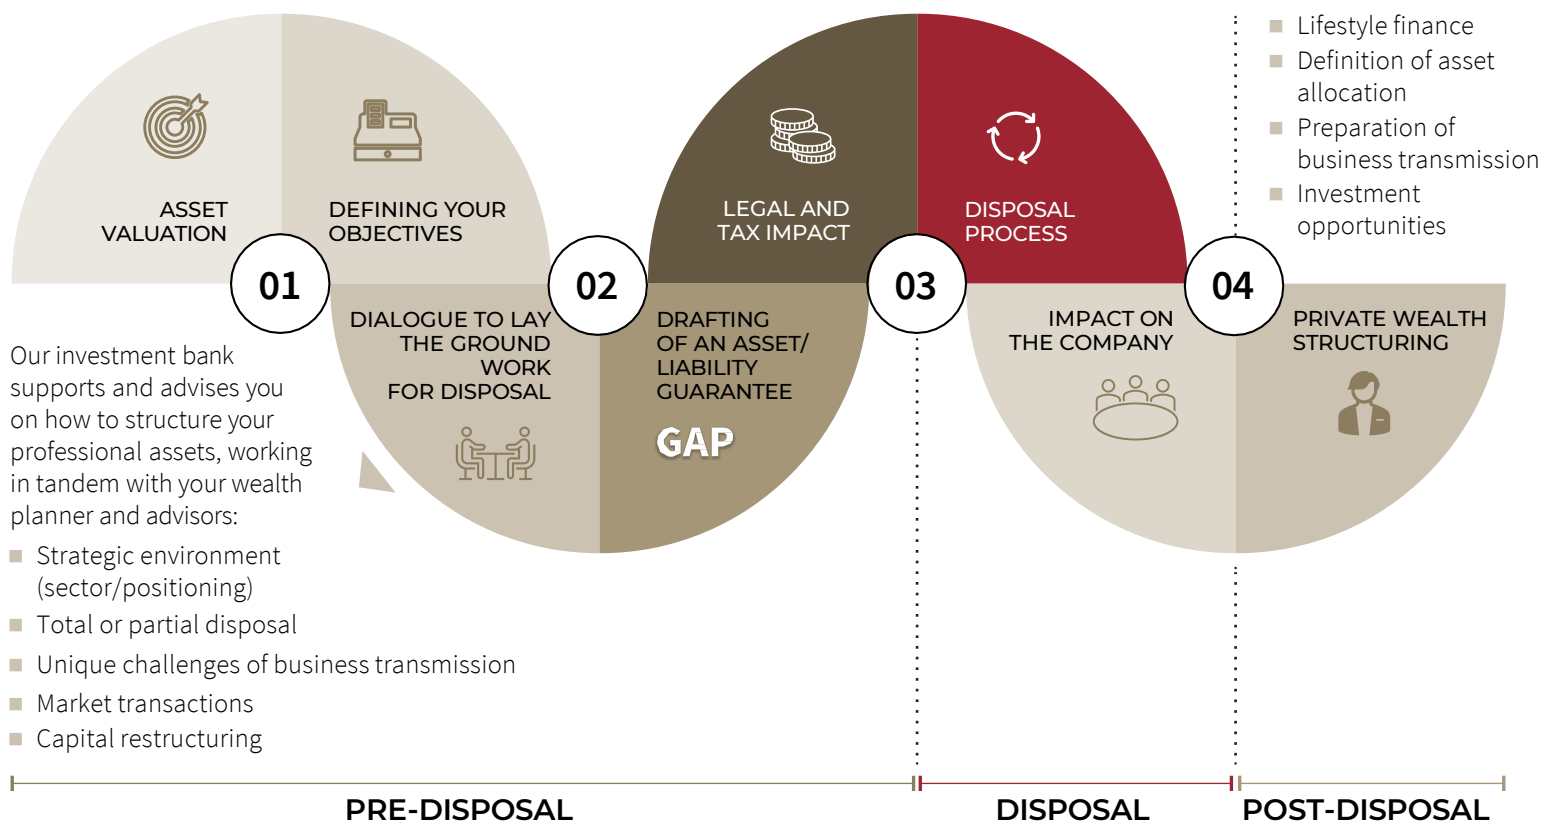 ASSET
VALUATION
01
DEFINING YOUR
OBJECTIVES
DIALOGUE TO LAY
THE GROUND
WORK
FOR DISPOSAL
02
DRAFTING
OF AN ASSET/
LIABILITY
GUARANTEE
GAP
LEGAL AND
TAX IMPACT
03
DISPOSAL
PROCESS
IMPACT ON
THE COMPANY
04
PRIVATE WEALTH
STRUCTURING
Lifestyle finance
Definition of asset
allocation
Preparation of
business transmission
Investment
opportunities
Our investment bank
supports and advises you
on how to structure your
professional assets, working
in tandem with your wealth
planner and advisors:
Strategic environment
(sector/positioning)
Total or partial disposal
Unique challenges of business transmission
Market transactions
Capital restructuring
PRE-DISPOSAL
DISPOSAL
POST-DISPOSAL